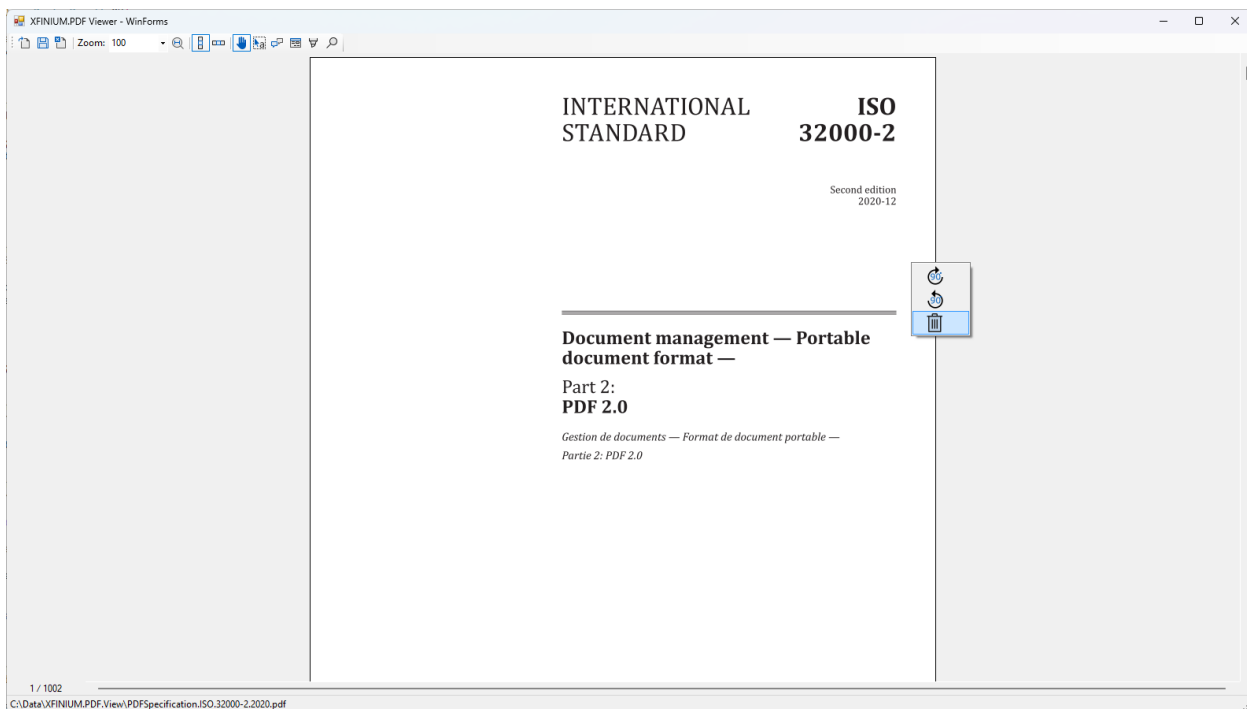 XFINIUM.PDF Viewer - WinForms
Zoom: 100
INTERNATIONAL STANDARD
ISO 32000-2
Second edition
2020-12
90°
90
Document management — Portable
document format —
Part 2:
PDF 2.0
Gestion de documents — Format de document portable —
Partie 2: PDF 2.0
1 / 1002
C:\Data\XFINIUM.PDF.View\PDFSpecification.ISO.32000-2.2020.pdf